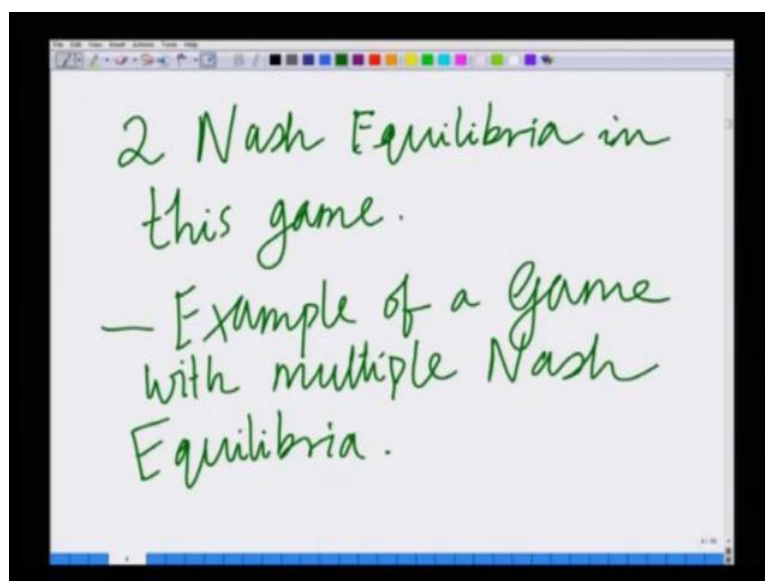 2 Nash Equilibria in
this game.
— Example of a Game
with multiple Nash
Equilibria.